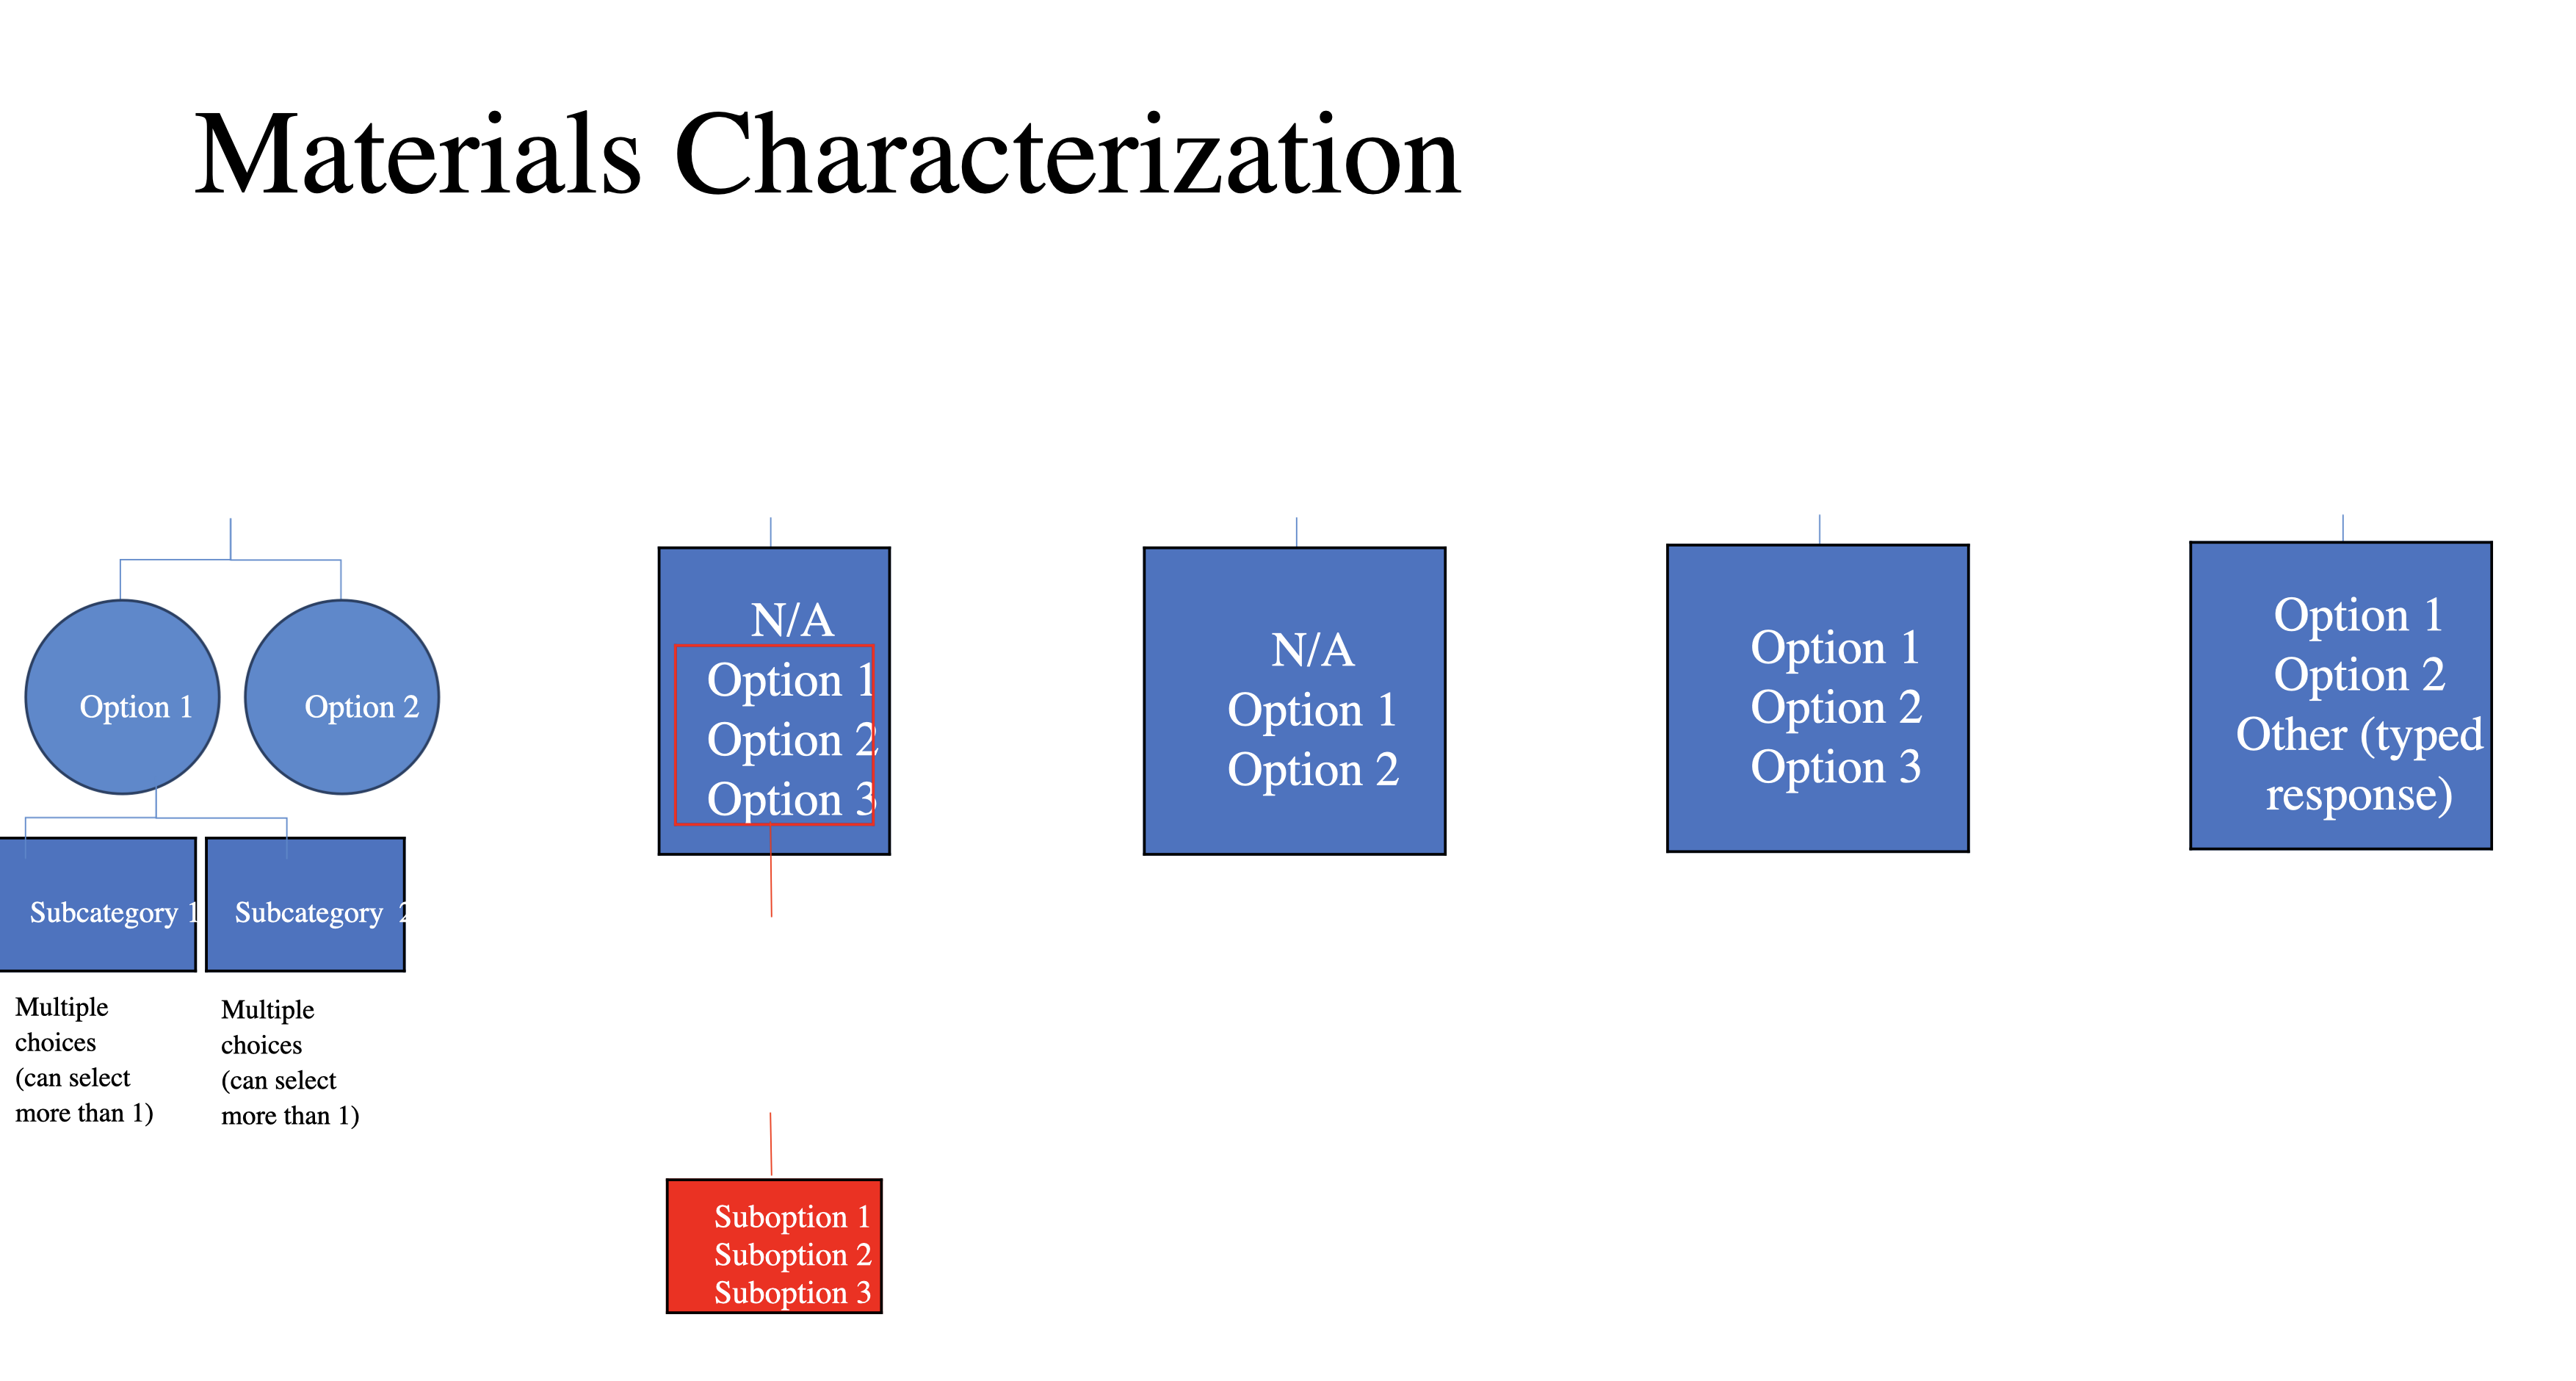 Materials Characterization
Option 1
Option 2
Subcategory 1
Subcategory 2
Multiple
choices
(can select
more than 1)
Multiple
choices
(can select
more than 1)
N/A
Option 1
Option 2
Option 3
Suboption 1
Suboption 2
Suboption 3
N/A
Option 1
Option 2
Option 1
Option 2
Option 3
Option 1
Option 2
Other (typed
response)